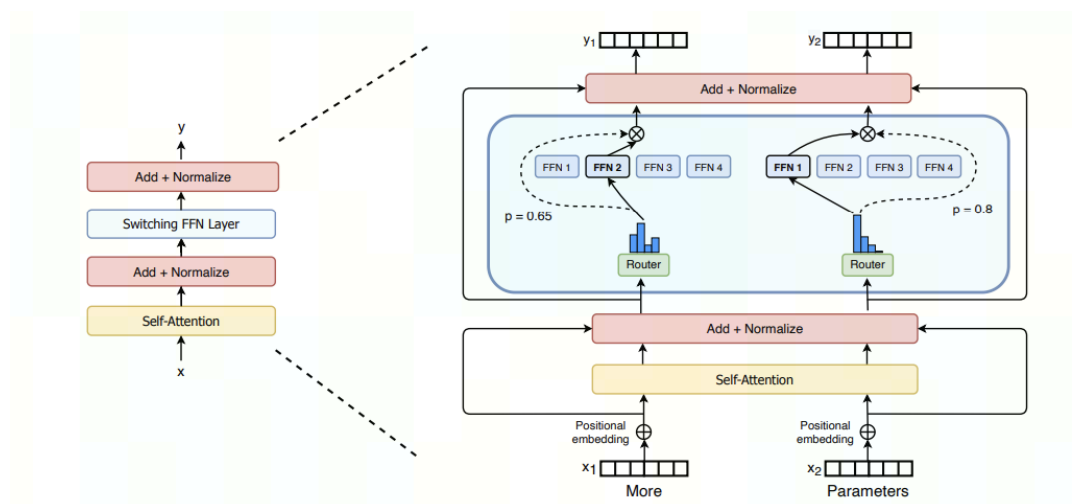 y
Add + Normalize
Switching FFN Layer
Add + Normalize
Self-Attention
x
y1
y2
Add + Normalize
FFN 1 FFN 2 FFN 3 FFN 4
FFN 1 FFN 2 FFN 3 FFN 4
p = 0.65
p = 0.8
Router
Router
Add + Normalize
Self-Attention
Positional
embedding
Positional
embedding
x1
x2
More
Parameters